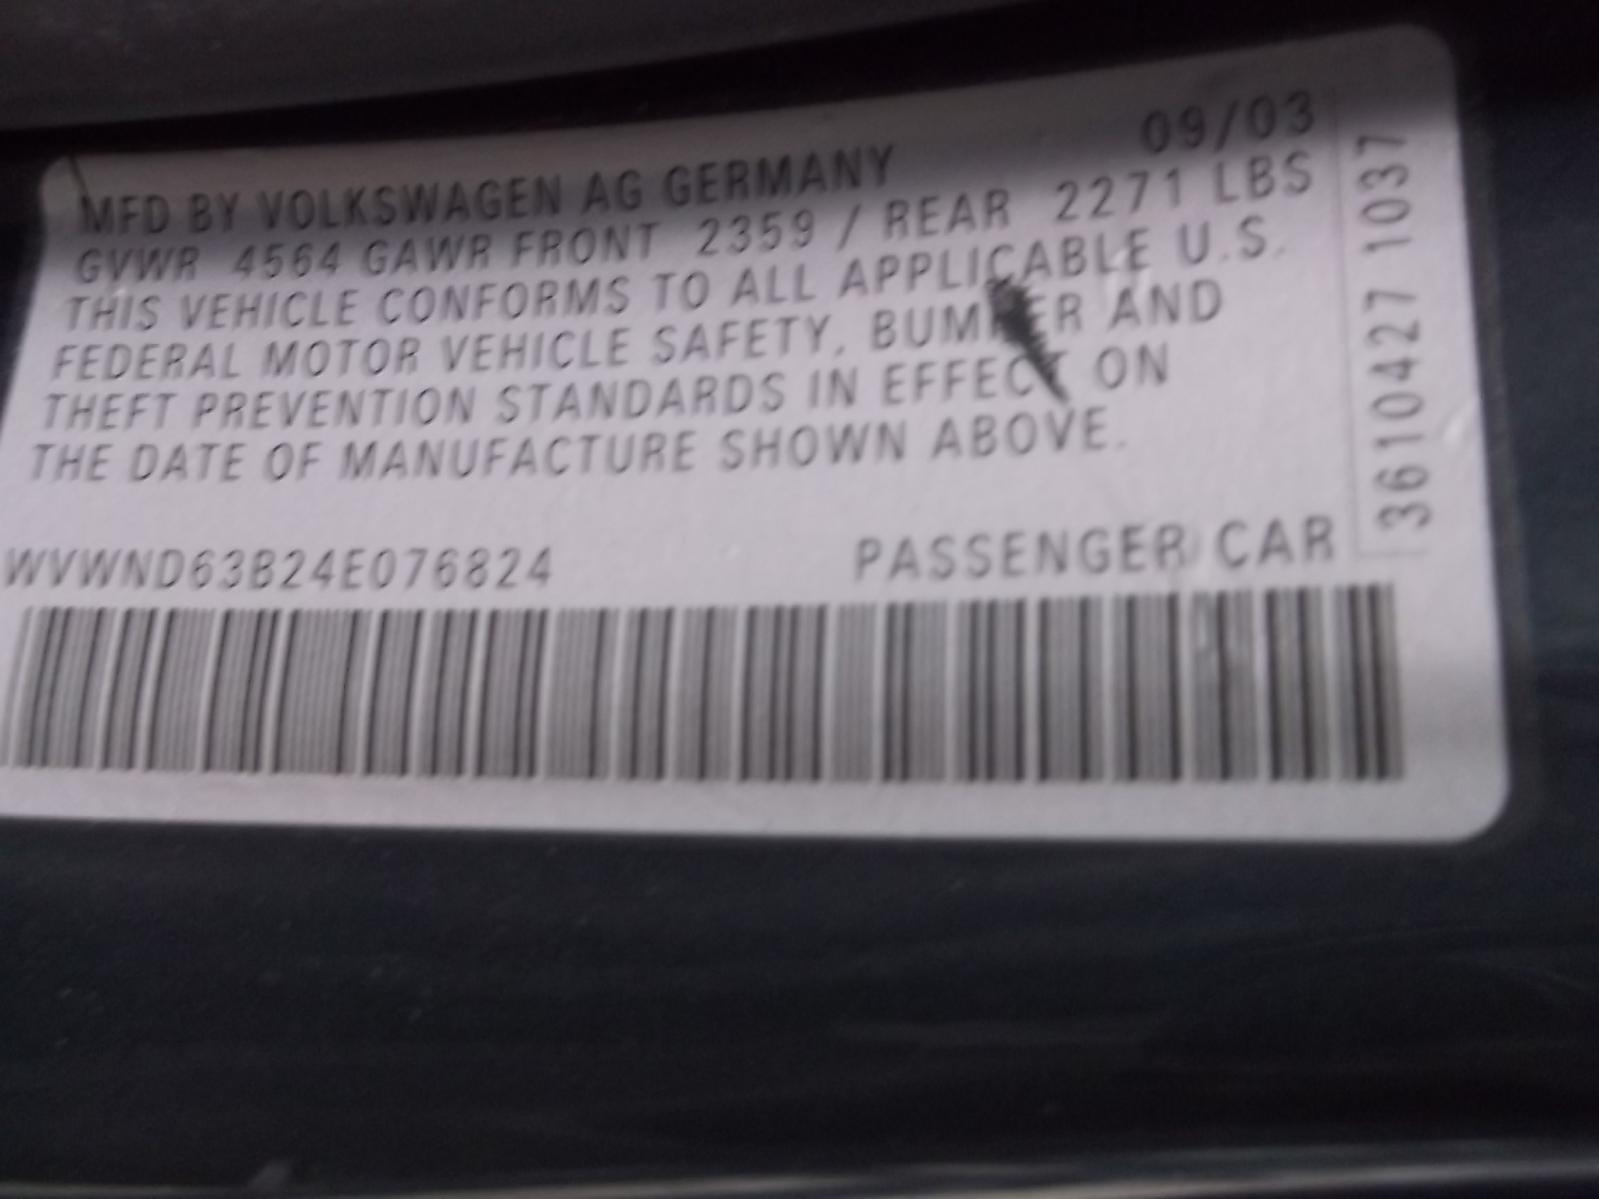 09/03
MFD BY VOLKSWAGEN AG GERMANY
GVWR 4564 GAWR FRONT 2359 / REAR 2271 LBS
THIS VEHICLE CONFORMS TO ALL APPLICABLE U.S.
FEDERAL MOTOR VEHICLE SAFETY, BUMPER AND
THEFT PREVENTION STANDARDS IN EFFECT ON
THE DATE OF MANUFACTURE SHOWN ABOVE.
WVWND63B24E076824 PASSENGER CAR
3610427 1037